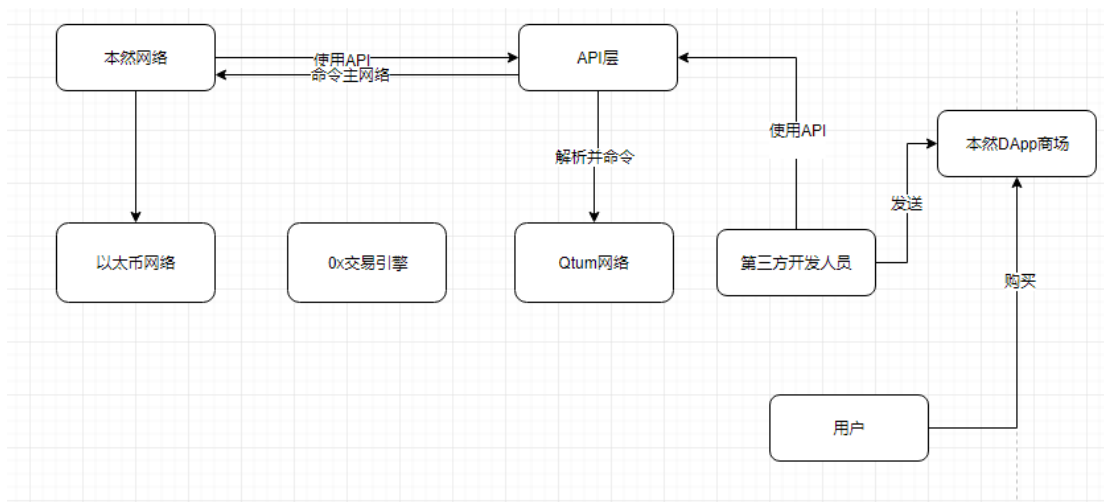 本然网络
使用API
命令主网络
API层
使用API
本然DApp商场
解析并命令
发送
以太币网络
0x交易引擎
Qtum网络
第三方开发人员
购买
用户